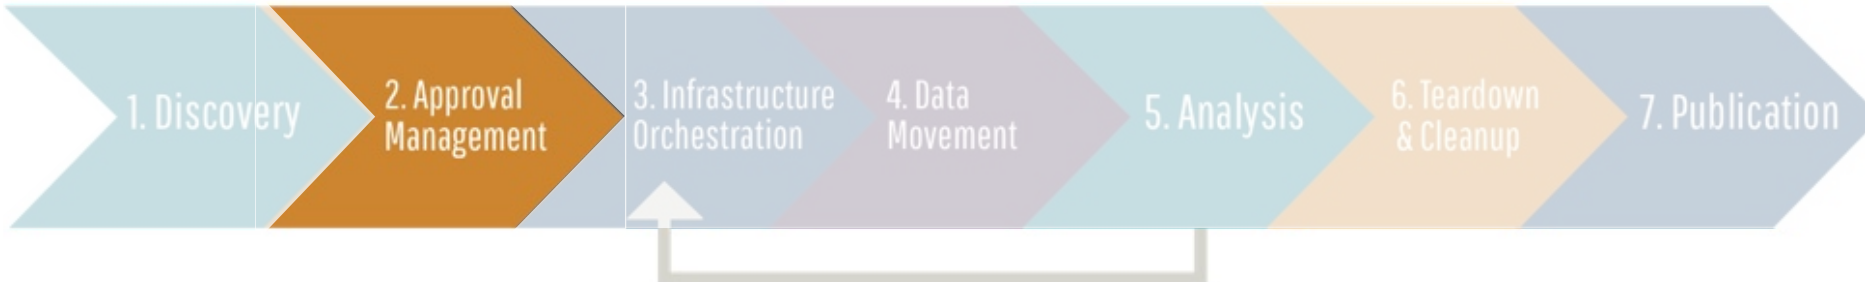 1. Discovery
2. Approval
Management
3. Infrastructure
Orchestration
4. Data
Movement
5. Analysis
6. Teardown
& Cleanup
7. Publication